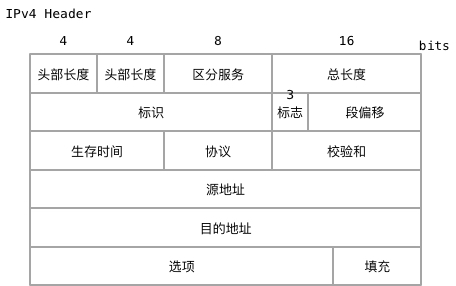 IPv4 Header
4 4 8 16 bits
头部长度 头部长度 区分服务 总长度
3
标识 标志 段偏移
生存时间 协议 校验和
源地址
目的地址
选项 填充